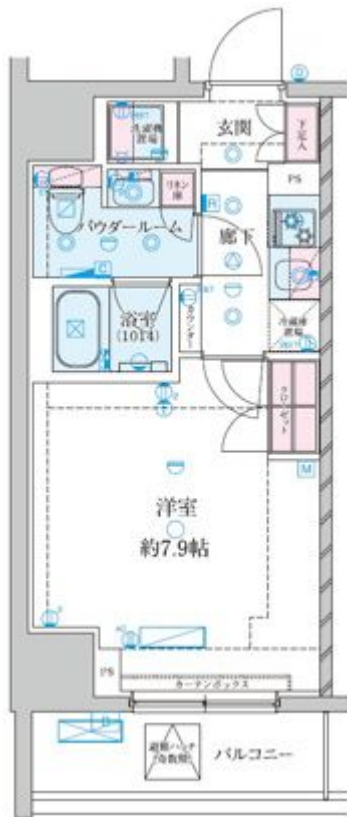 洗濯機
置場
玄関
下足入
PS
リネン
庫
R
パウダールーム
廊下
C
浴室
(1014)
カウンター
冷蔵庫
置場
クローゼット
M
洋室
約7.9帖
PS
カーテンボックス
避難ハッチ
(奇数階)
バルコニー